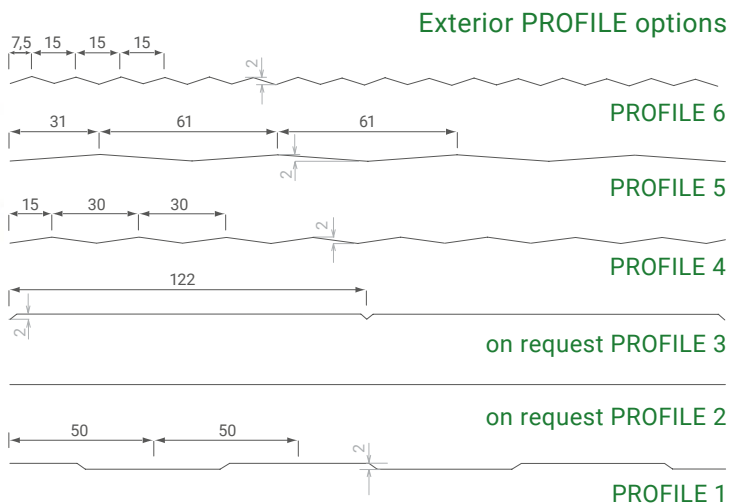 Exterior PROFILE options
7,5 15 15 15
2
PROFILE 6
31 61 61
2
PROFILE 5
15 30 30
2
PROFILE 4
122
2
on request PROFILE 3
on request PROFILE 2
50 50
2
PROFILE 1